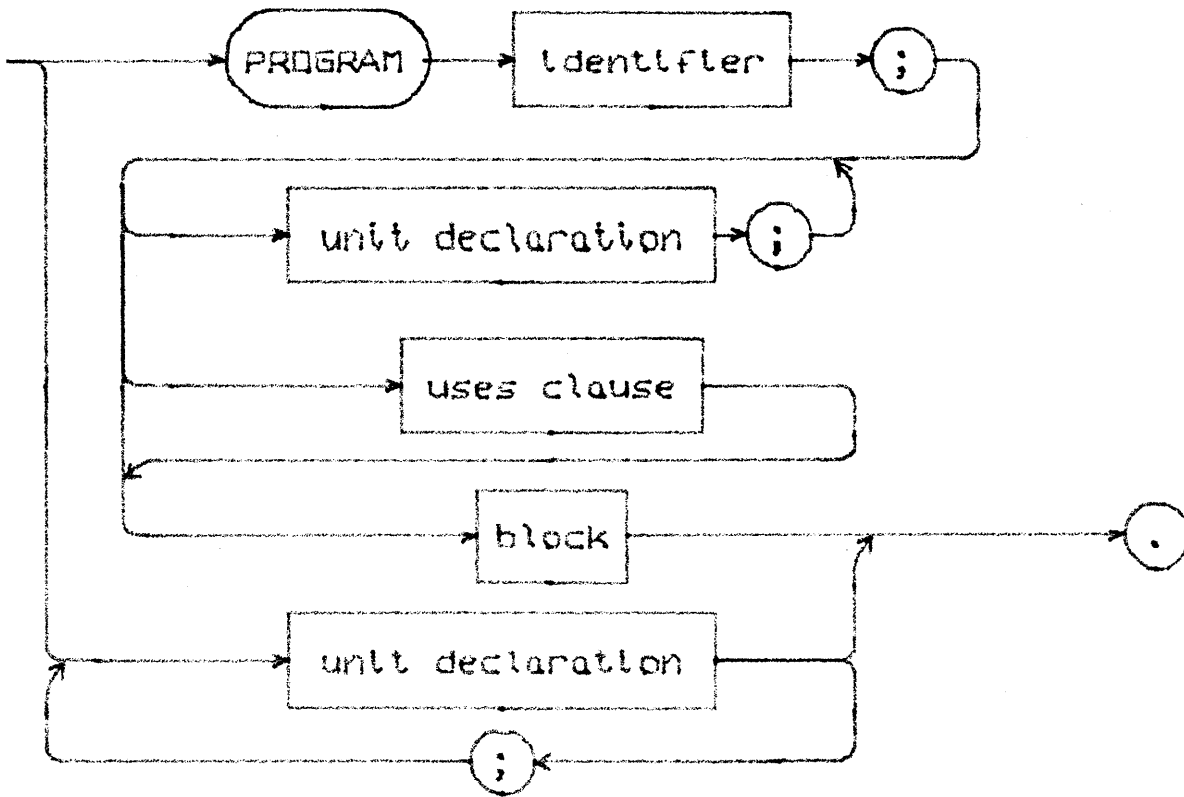 PROGRAM identifier ;
unit declaration ;
uses clause
block .
unit declaration
;